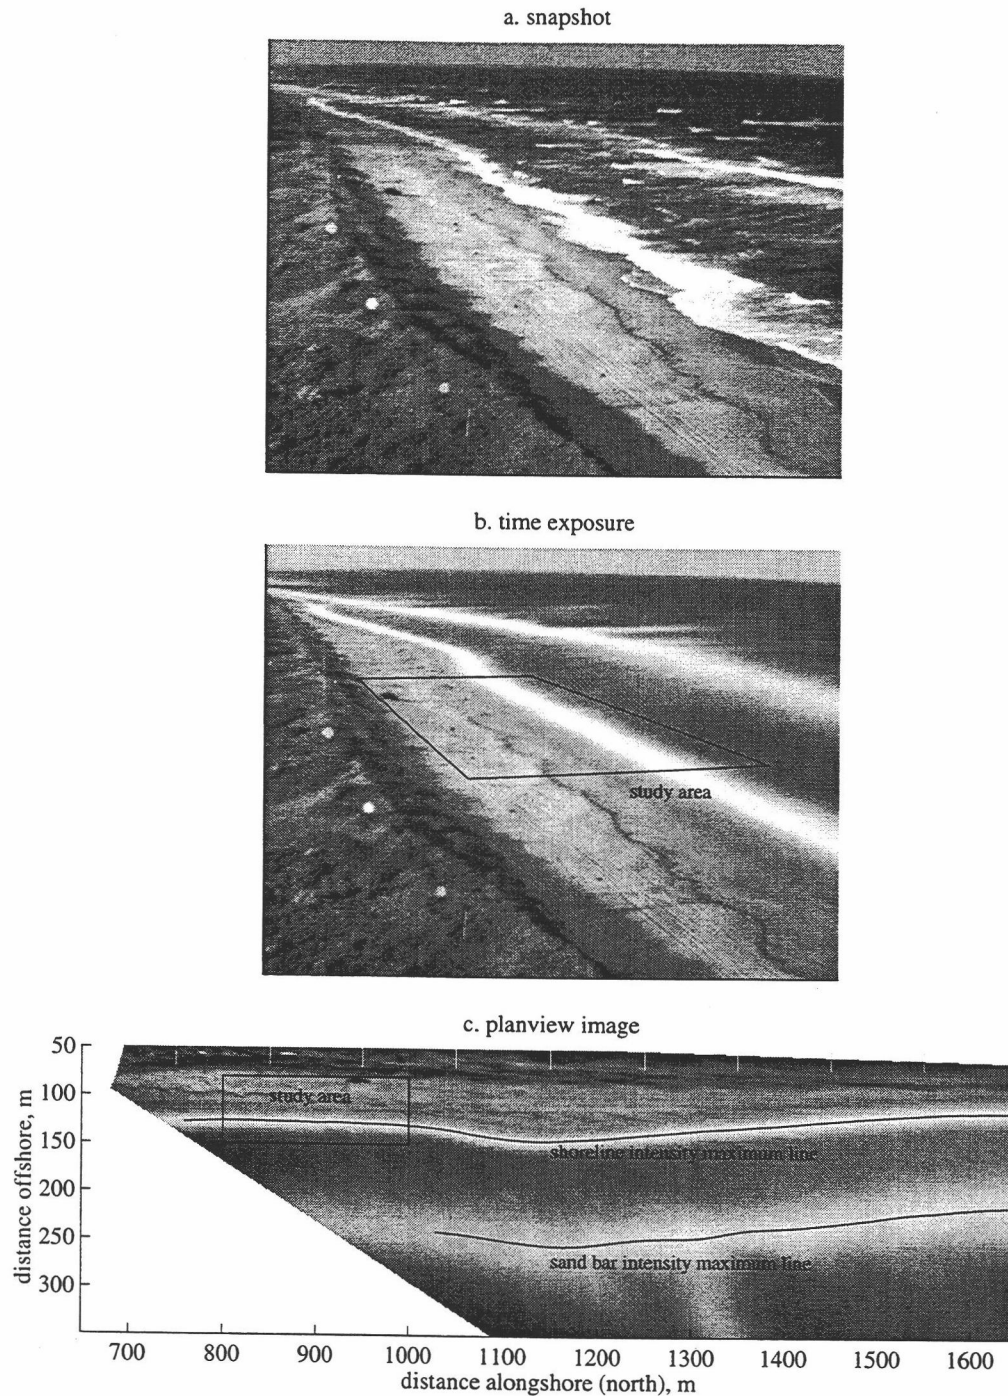 a. snapshot
b. time exposure
study area
c. planview image
50
100
150
200
250
300
distance offshore, m
study area
shoreline intensity maximum line
sand bar intensity maximum line
700 800 900 1000 1100 1200 1300 1400 1500 1600
distance alongshore (north), m